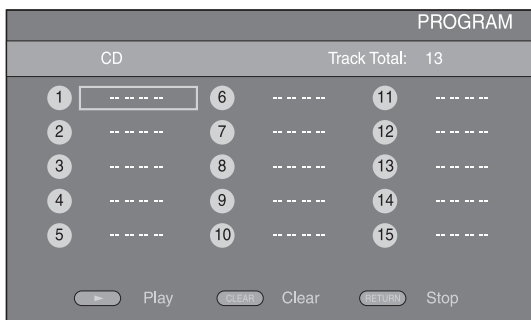 PROGRAM
CD Track Total: 13
1 -- -- -- -- 6 -- -- -- -- 11 -- -- -- --
2 -- -- -- -- 7 -- -- -- -- 12 -- -- -- --
3 -- -- -- -- 8 -- -- -- -- 13 -- -- -- --
4 -- -- -- -- 9 -- -- -- -- 14 -- -- -- --
5 -- -- -- -- 10 -- -- -- -- 15 -- -- -- --
Play CLEAR Clear RETURN Stop